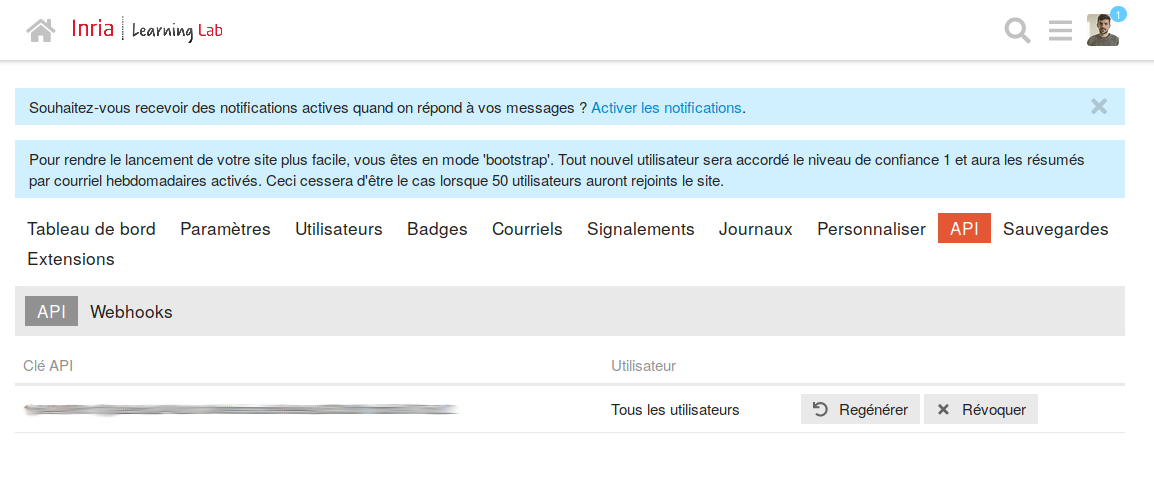 Inria Learning Lab
1
Souhaitez-vous recevoir des notifications actives quand on répond à vos messages ? Activer les notifications.
Pour rendre le lancement de votre site plus facile, vous êtes en mode 'bootstrap'. Tout nouvel utilisateur sera accordé le niveau de confiance 1 et aura les résumés
par courriel hebdomadaires activés. Ceci cessera d'être le cas lorsque 50 utilisateurs auront rejoints le site.
Tableau de bord Paramètres Utilisateurs Badges Courriels Signalements Journaux Personnaliser API Sauvegardes
Extensions
API Webhooks
Clé API Utilisateur
Tous les utilisateurs Regénérer Révoquer